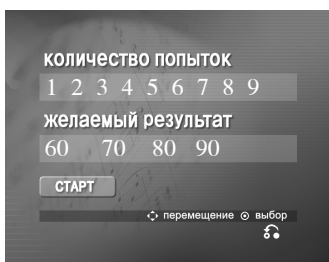 количество попыток
1 2 3 4 5 6 7 8 9
желаемый результат
60 70 80 90
СТАРТ
перемещение выбор